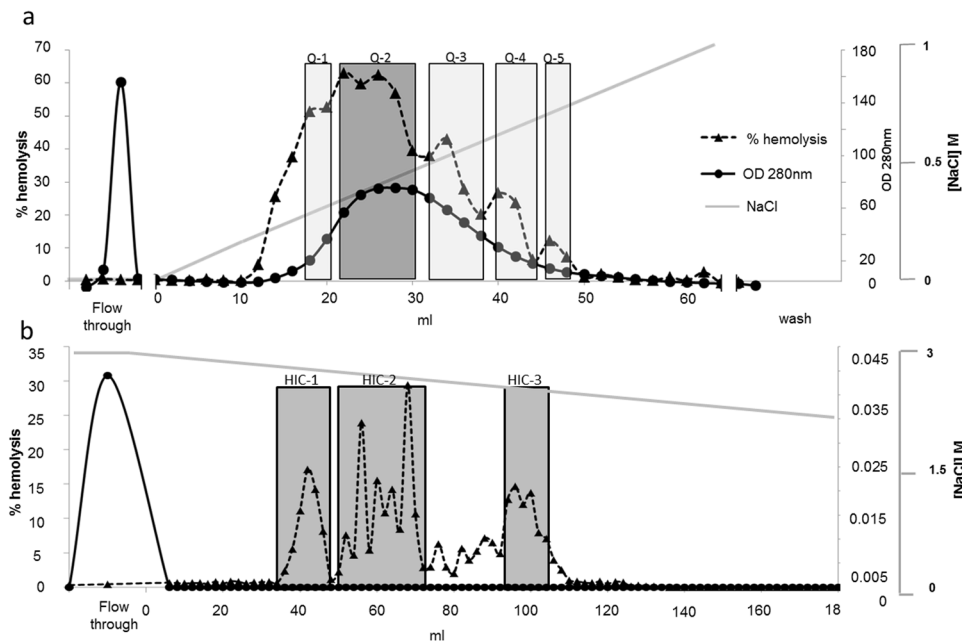 a
70
60
50
40
30
20
10
0
% hemolysis
Q-1
Q-2
Q-3
Q-4
Q-5
180
140
100
60
20
0
OD 280nm
1
0.5
0
[NaCl] M
% hemolysis
OD 280nm
NaCl
Flow
through
0
10
20
30
40
50
60
ml
wash
b
35
30
25
20
15
10
5
0
% hemolysis
HIC-1
HIC-2
HIC-3
0.045
0.035
0.025
0.015
0.005
0
3
1.5
0
[NaCl] M
Flow
through
0
20
40
60
80
100
120
140
160
18
ml